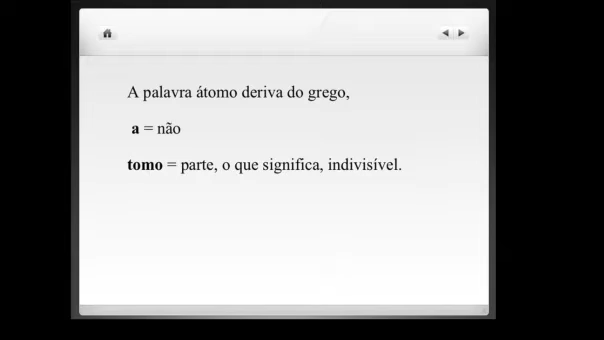 A palavra átomo deriva do grego,
a = não
tomo = parte, o que significa, indivisível.